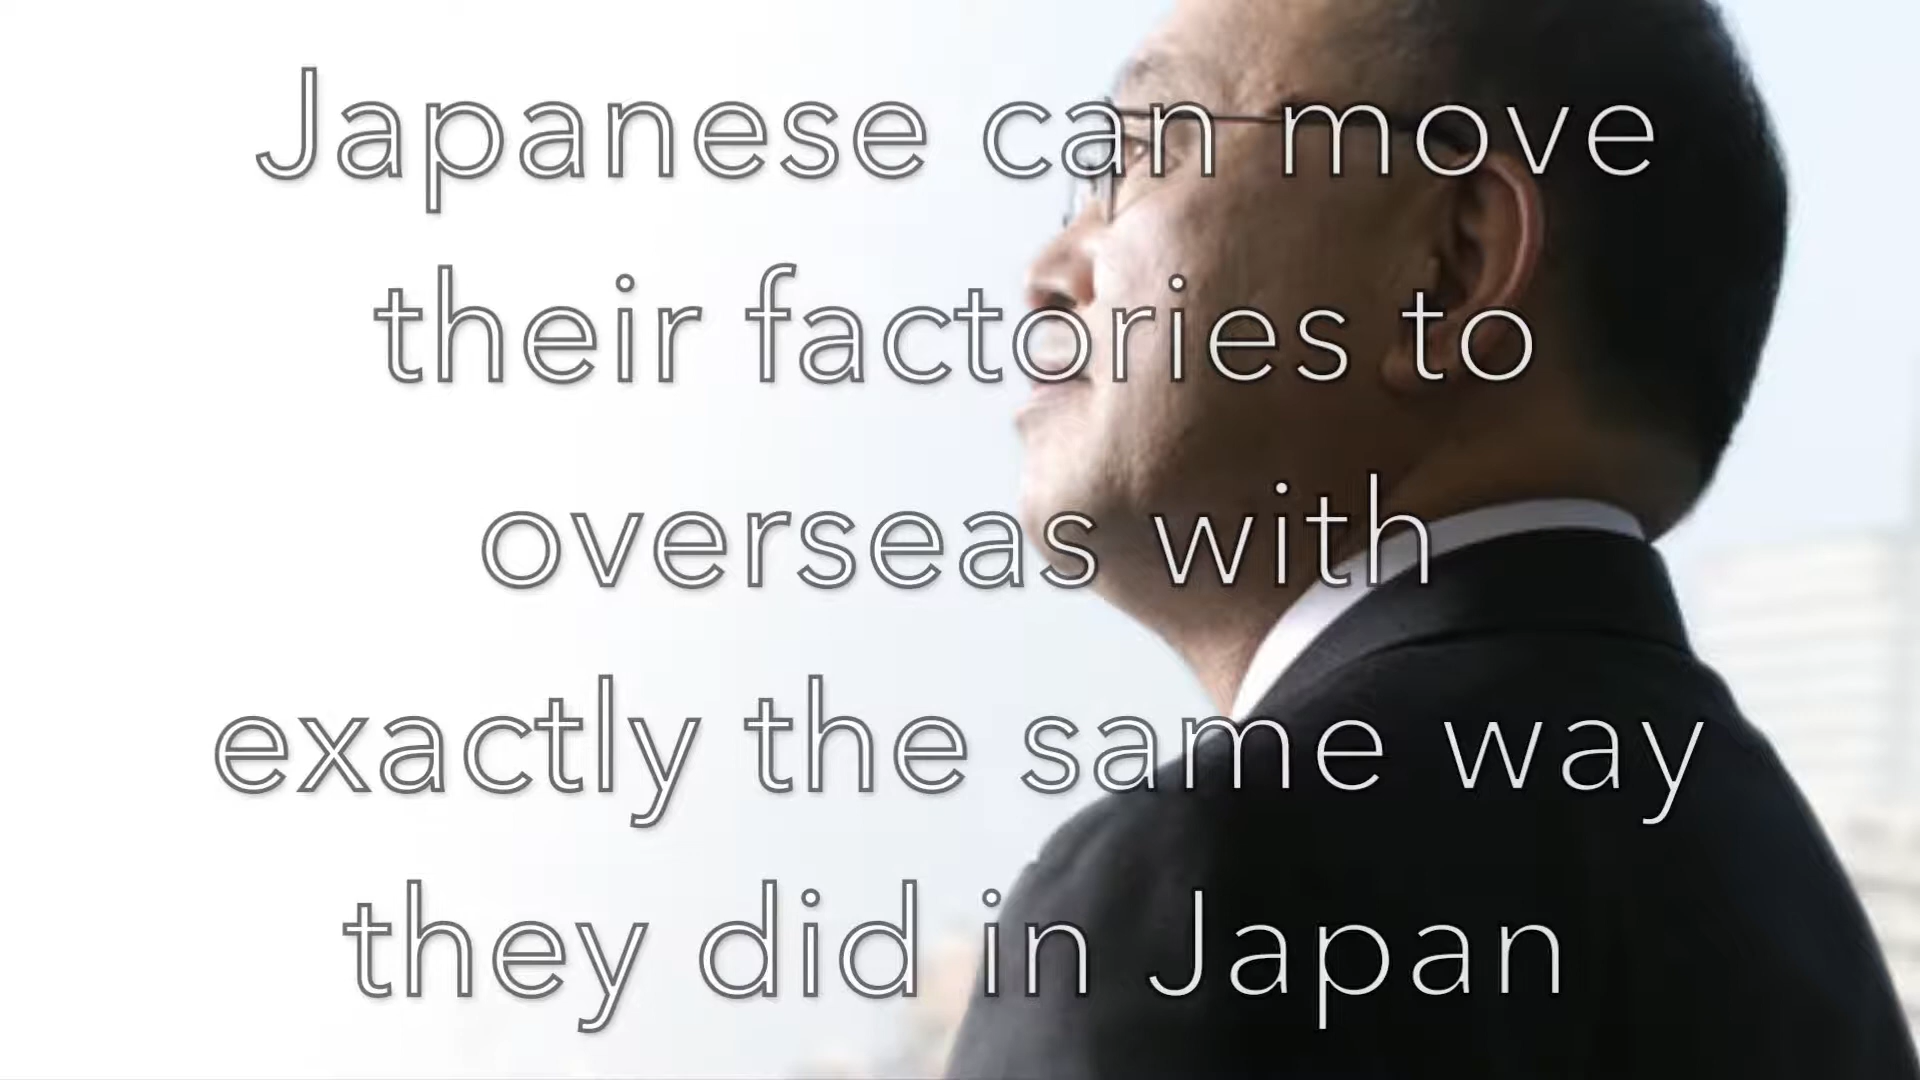 Japanese can move
their factories to
overseas with
exactly the same way
they did in Japan